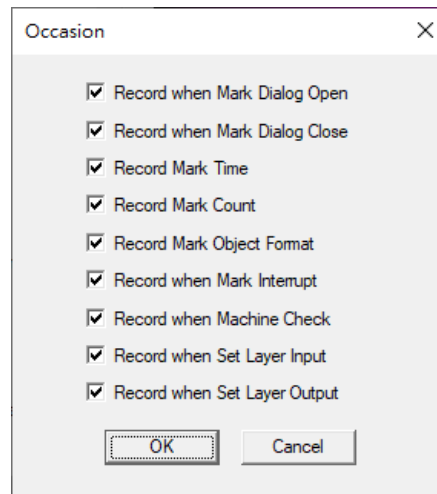 Occasion
Record when Mark Dialog Open
Record when Mark Dialog Close
Record Mark Time
Record Mark Count
Record Mark Object Format
Record when Mark Interrupt
Record when Machine Check
Record when Set Layer Input
Record when Set Layer Output
OK Cancel